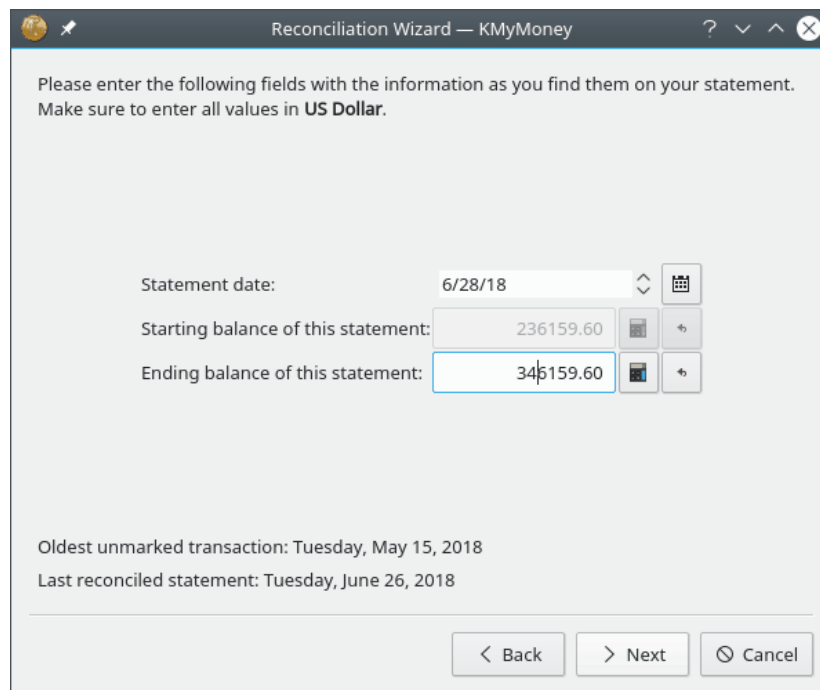 Reconciliation Wizard — KMyMoney
Please enter the following fields with the information as you find them on your statement.
Make sure to enter all values in US Dollar.
Statement date: 6/28/18
Starting balance of this statement: 236159.60
Ending balance of this statement: 346159.60
Oldest unmarked transaction: Tuesday, May 15, 2018
Last reconciled statement: Tuesday, June 26, 2018
Back Next Cancel